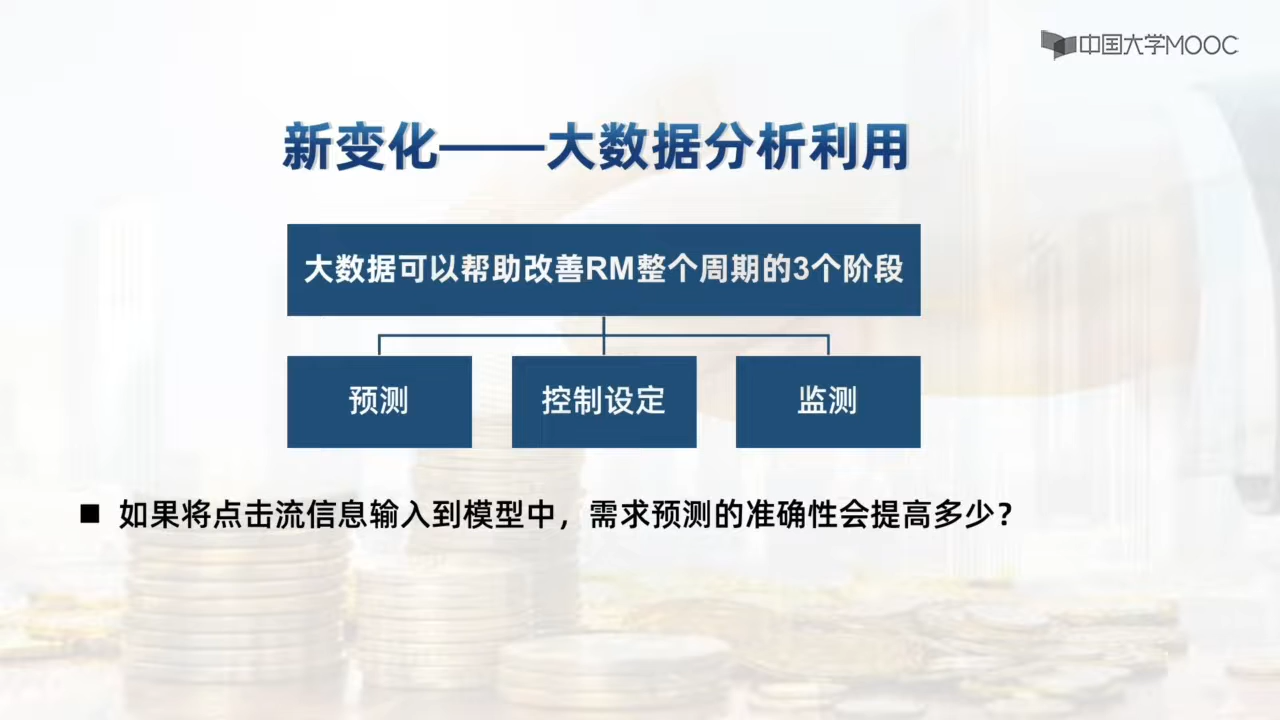 中国大学MOOC
新变化——大数据分析利用
大数据可以帮助改善RM整个周期的3个阶段
预测
控制设定
监测
■ 如果将点击流信息输入到模型中，需求预测的准确性会提高多少？